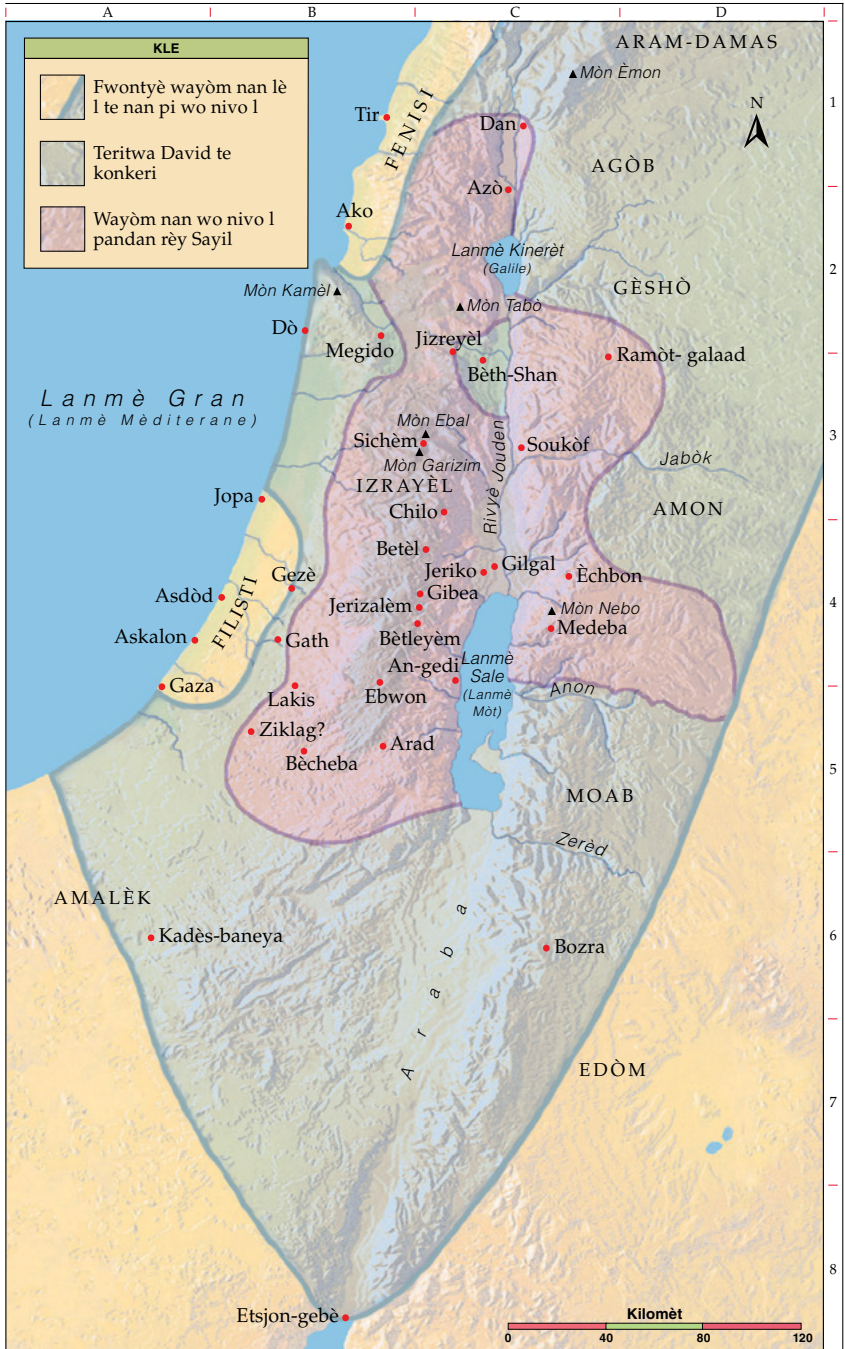 A
B
C
D
KLE
Fwontyè wayòm nan lè
l te nan pi wo nivo l
Teritwa David te
konkeri
Wayòm nan wo nivo l
pandan rèy Sayil
ARAM-DAMAS
Mòn Èmon
1
N
Tir
FENISI
Dan
AGÒB
Azò
Ako
Lanmè Kinerèt
(Galile)
2
GÈSHÒ
Mòn Kamèl
Mòn Tabò
Dò
Megido
Jizreyèl
Bèth-Shan
Ramòt- galaad
Lanmè Gran
(Lanmè Mèditerane)
Mòn Ebal
Sichèm
Mòn Garizim
Rivyè Jouden
Soukòf
3
Jabòk
IZRAYÈL
Jopa
Chilo
AMON
Betèl
Jeriko
Gilgal
Èchbon
Gezè
Gibea
Asdòd
FILISTI
Jerizalèm
Mòn Nebo
4
Askalon
Gath
Bètleyèm
Medeba
An-gedi
Lanmè
Sale
(Lanmè
Mòt)
Gaza
Lakis
Ebwon
Anon
Ziklag?
Arad
Bècheba
5
MOAB
Zerèd
AMALÈK
Kadès-baneya
Araba
Bozra
6
EDÒM
7
8
Etsjon-gebè
Kilomèt
0
40
80
120